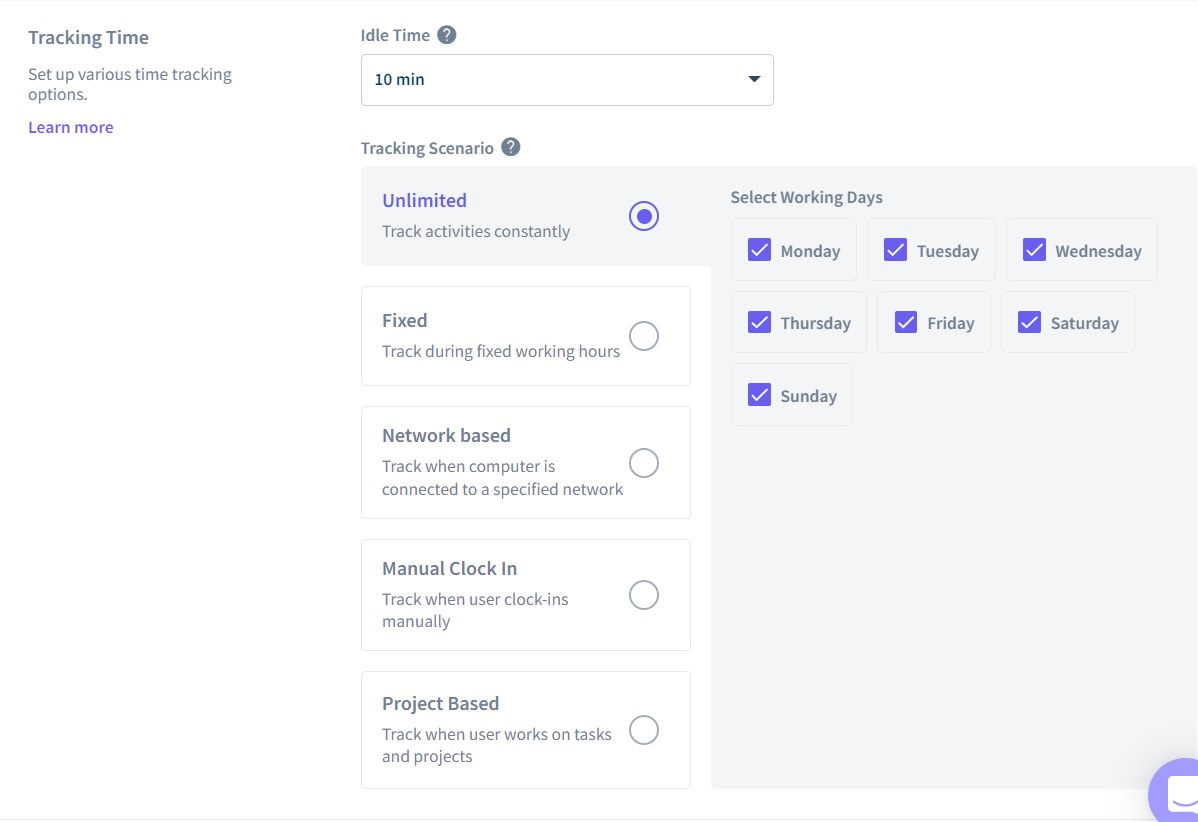 Tracking Time
Set up various time tracking
options.
Learn more
Idle Time ?
10 min
Tracking Scenario ?
Unlimited
Track activities constantly
Fixed
Track during fixed working hours
Network based
Track when computer is
connected to a specified network
Manual Clock In
Track when user clock-ins
manually
Project Based
Track when user works on tasks
and projects
Select Working Days
Monday Tuesday Wednesday
Thursday Friday Saturday
Sunday